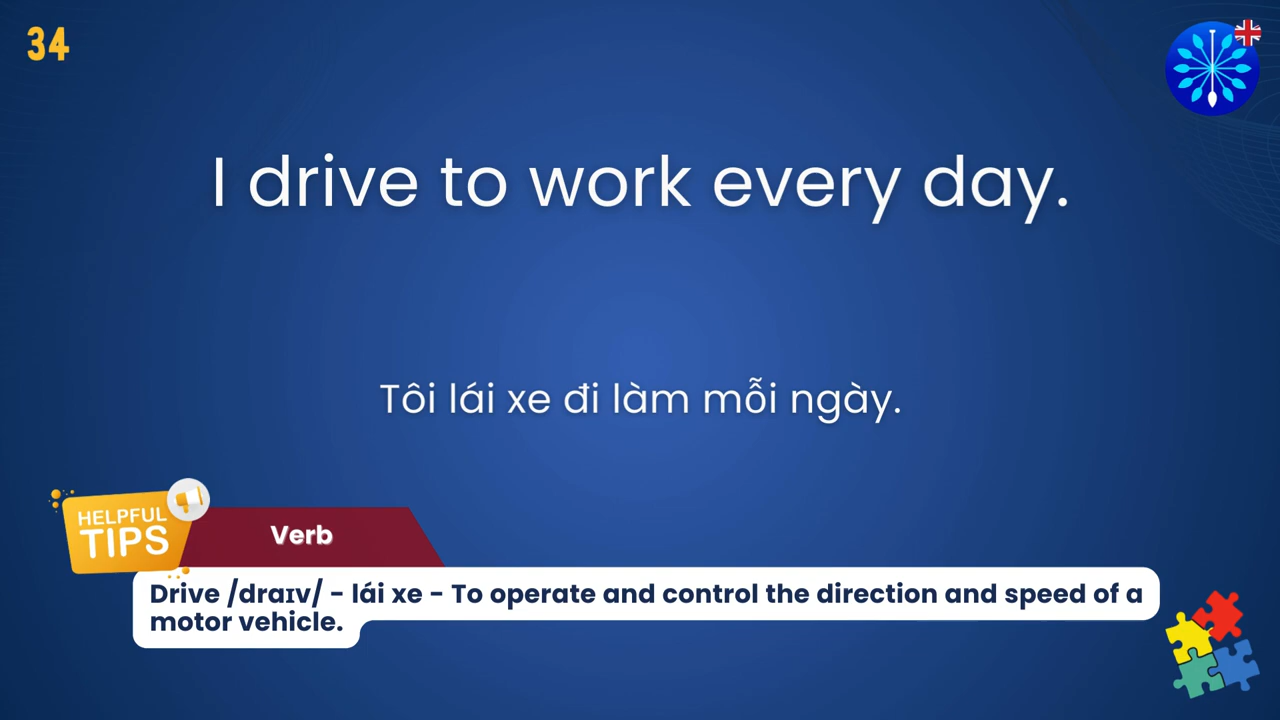 34
I drive to work every day.
Tôi lái xe đi làm mỗi ngày.
HELPFUL
TIPS
Verb
Drive /draɪv/ - lái xe - To operate and control the direction and speed of a
motor vehicle.